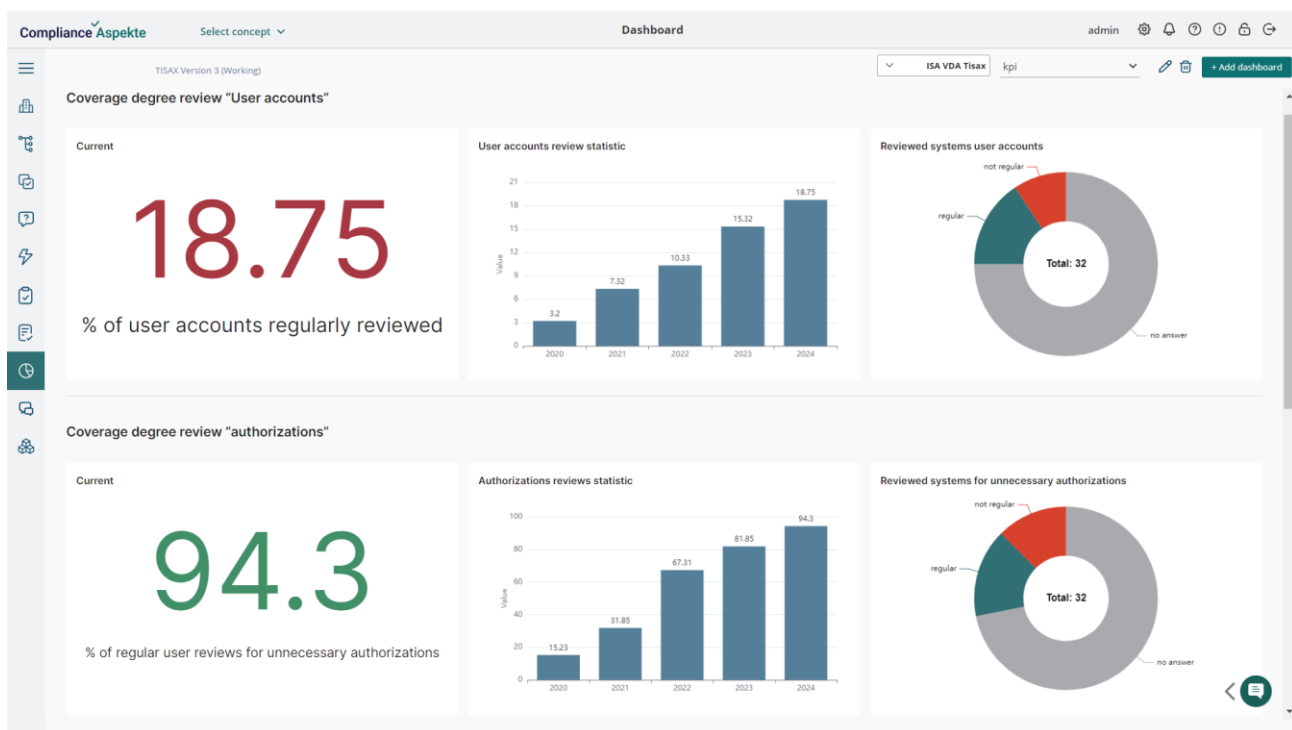 Compliance Aspekte
Select concept
Dashboard
admin
TISAX Version 3 (Working)
ISA VDA Tisax
kpi
+ Add dashboard
Coverage degree review "User accounts"
Current
18.75
% of user accounts regularly reviewed
User accounts review statistic
Value
21
18
15
12
9
6
3
0
3.2
7.32
10.33
15.32
18.75
2020 2021 2022 2023 2024
Reviewed systems user accounts
not regular
regular
Total: 32
no answer
Coverage degree review "authorizations"
Current
94.3
% of regular user reviews for unnecessary authorizations
Authorizations reviews statistic
Value
100
80
60
40
20
0
15.23
31.85
67.31
81.85
94.3
2020 2021 2022 2023 2024
Reviewed systems for unnecessary authorizations
not regular
regular
Total: 32
no answer